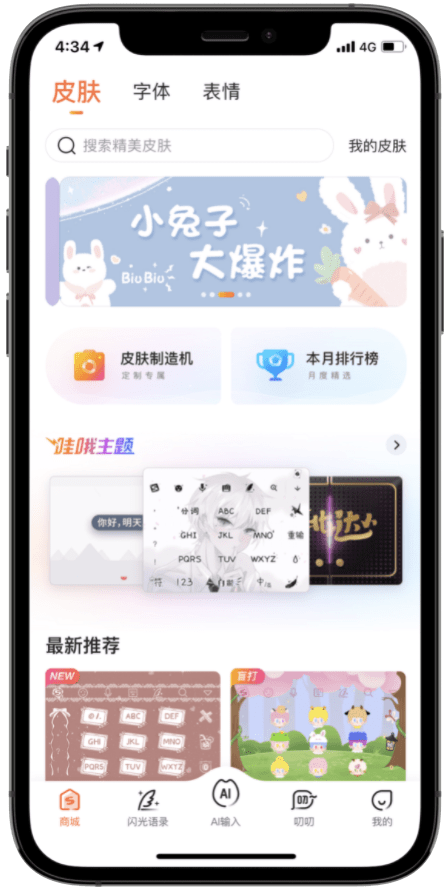 4:34 4G
皮肤 字体 表情
搜索精美皮肤 我的皮肤
小兔子
大爆炸
BioBio
皮肤制造机 本月排行榜
定制专属 月度精选
哇哦主题
你好，明天
分词 ABC DEF
GHI JKL MNO 重输
PQRS TUV WXYZ
符 123 中
最新推荐
NEW 盲打
@/. ABC DEF
GHI JKL MNO
PQRS TUV WXYZ
AI
商城 闪光语录 AI输入 叨叨 我的